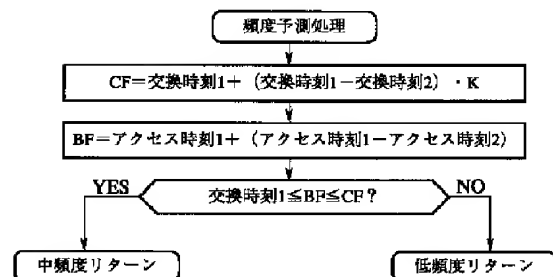 頻度予測処理
CF=交換時刻1+(交換時刻1-交換時刻2)・K
BF=アクセス時刻1+(アクセス時刻1-アクセス時刻2)
YES
交換時刻1≦BF≦CF?
NO
中頻度リターン
低頻度リターン